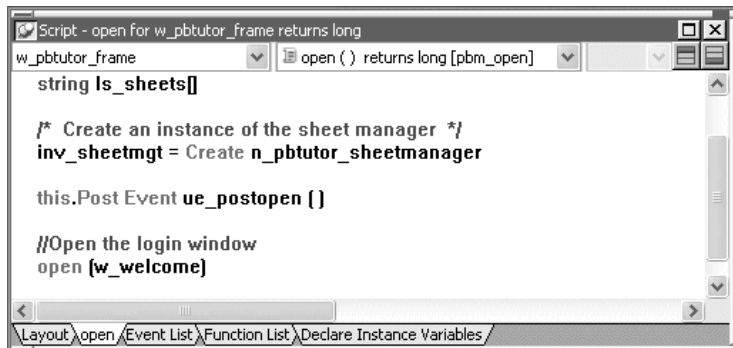 Script - open for w_pbtutor_frame returns long
w_pbtutor_frame open ( ) returns long [pbm_open]
string ls_sheets[]
/* Create an instance of the sheet manager */
inv_sheetmgt = Create n_pbtutor_sheetmanager
this.Post Event ue_postopen ( )
//Open the login window
open (w_welcome)
Layout open Event List Function List Declare Instance Variables